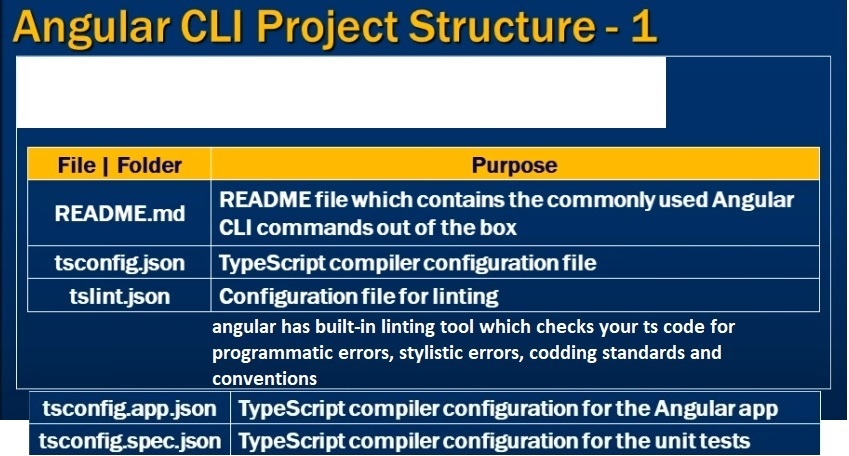 Angular CLI Project Structure - 1
File | Folder Purpose
README.md README file which contains the commonly used Angular
CLI commands out of the box
tsconfig.json TypeScript compiler configuration file
tslint.json Configuration file for linting
angular has built-in linting tool which checks your ts code for
programmatic errors, stylistic errors, codding standards and
conventions
tsconfig.app.json TypeScript compiler configuration for the Angular app
tsconfig.spec.json TypeScript compiler configuration for the unit tests